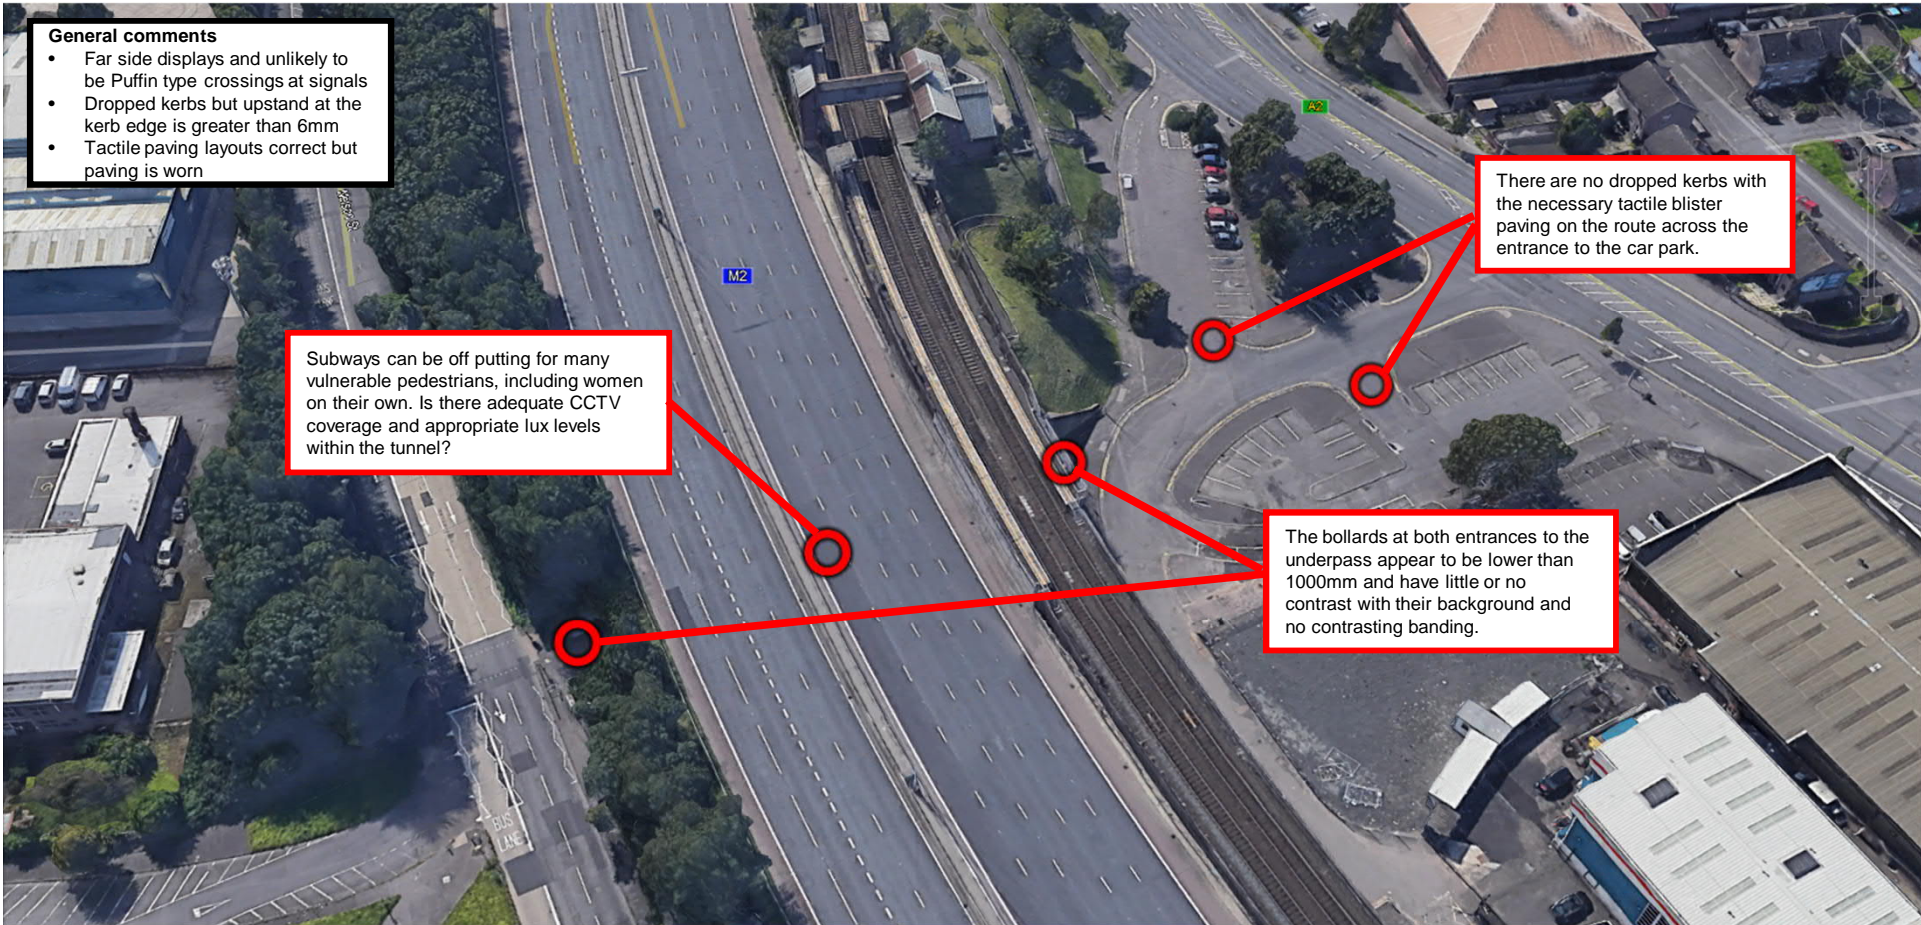 General comments
• Far side displays and unlikely to
be Puffin type crossings at signals
• Dropped kerbs but upstand at the
kerb edge is greater than 6mm
• Tactile paving layouts correct but
paving is worn
A2
There are no dropped kerbs with
the necessary tactile blister
paving on the route across the
entrance to the car park.
M2
Subways can be off putting for many
vulnerable pedestrians, including women
on their own. Is there adequate CCTV
coverage and appropriate lux levels
within the tunnel?
The bollards at both entrances to the
underpass appear to be lower than
1000mm and have little or no
contrast with their background and
no contrasting banding.
BUS
LANE